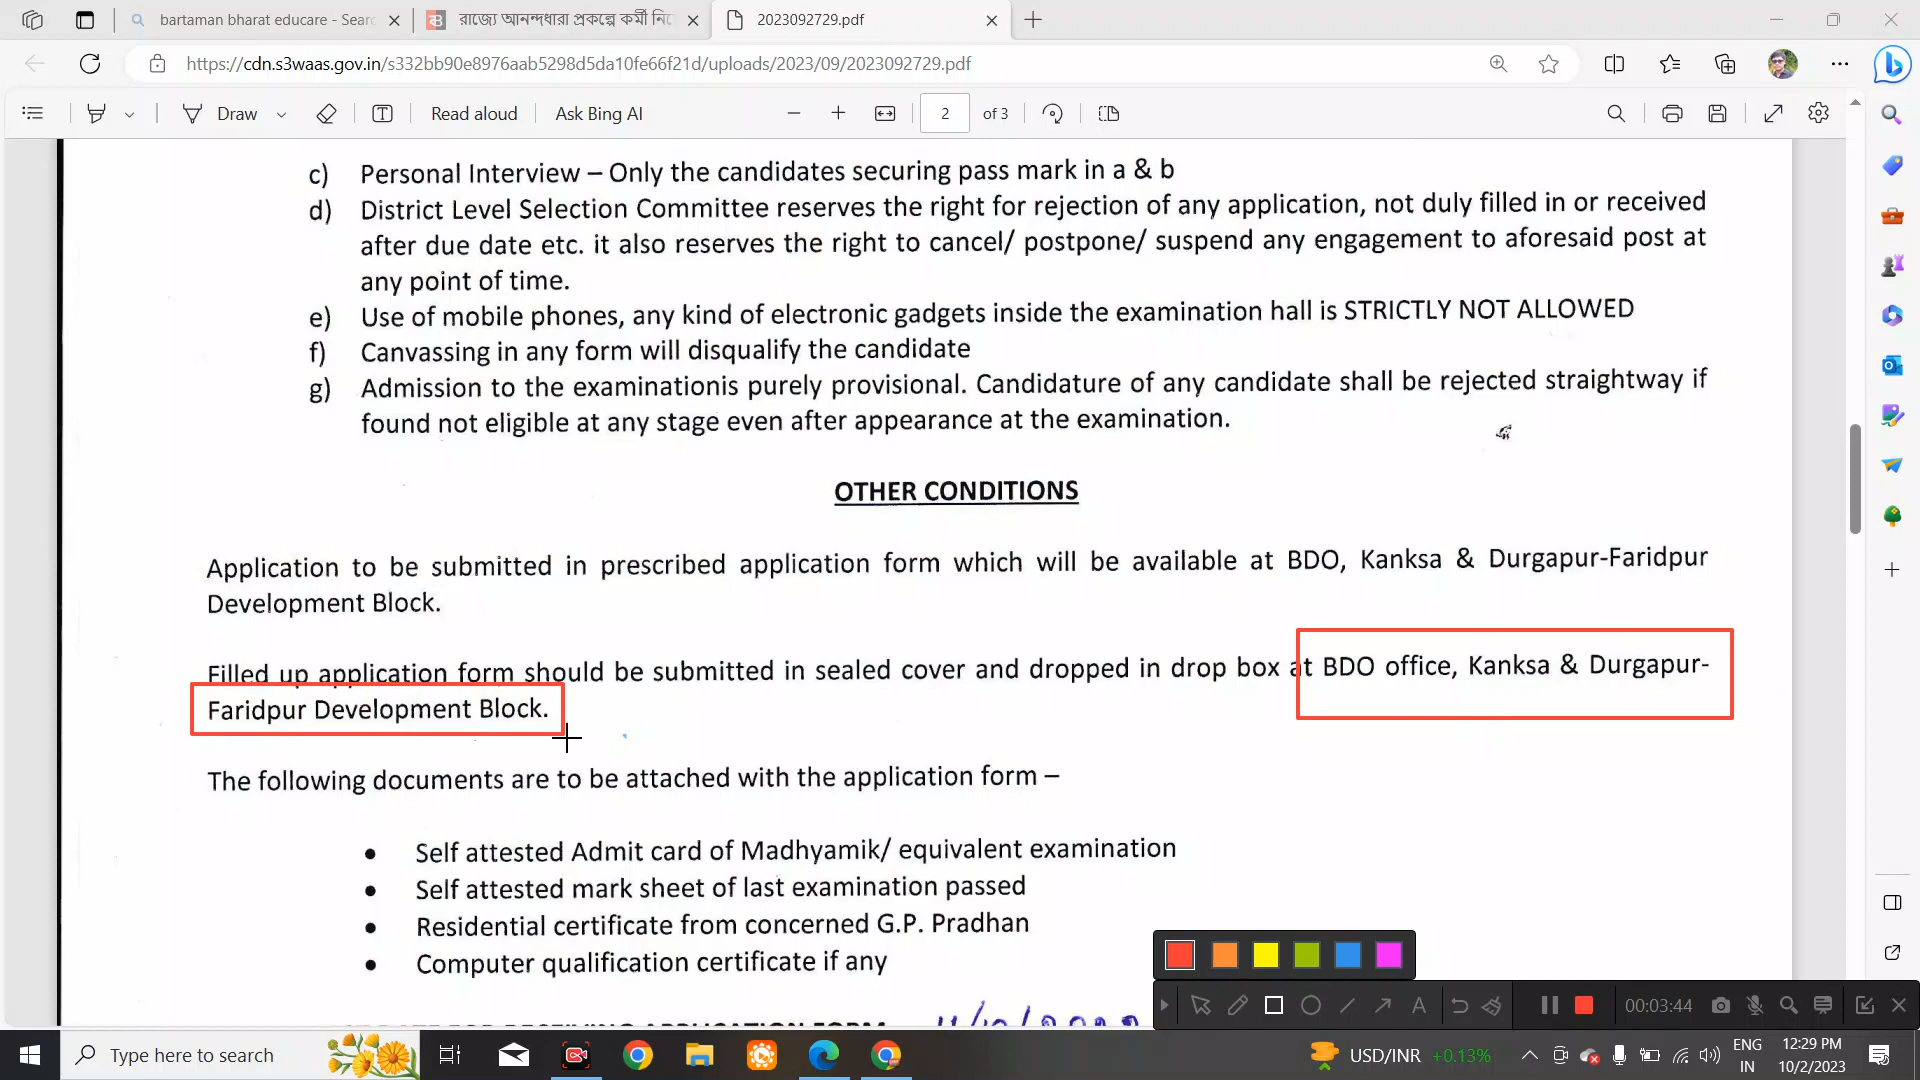 bartaman bharat educare - Sear
রাজ্যে আনন্দধারা প্রকল্পে কর্মী নি
2023092729.pdf
https://cdn.s3waas.gov.in/s332bb90e8976aab5298d5da10fe66f21d/uploads/2023/09/2023092729.pdf
Draw
Read aloud
Ask Bing AI
2 of 3
c) Personal Interview – Only the candidates securing pass mark in a & b
d) District Level Selection Committee reserves the right for rejection of any application, not duly filled in or received
after due date etc. it also reserves the right to cancel/ postpone/ suspend any engagement to aforesaid post at
any point of time.
e) Use of mobile phones, any kind of electronic gadgets inside the examination hall is STRICTLY NOT ALLOWED
f) Canvassing in any form will disqualify the candidate
g) Admission to the examinationis purely provisional. Candidature of any candidate shall be rejected straightway if
found not eligible at any stage even after appearance at the examination.
OTHER CONDITIONS
Application to be submitted in prescribed application form which will be available at BDO, Kanksa & Durgapur-Faridpur
Development Block.
Filled up application form should be submitted in sealed cover and dropped in drop box at BDO office, Kanksa & Durgapur-
Faridpur Development Block.
The following documents are to be attached with the application form –
• Self attested Admit card of Madhyamik/ equivalent examination
• Self attested mark sheet of last examination passed
• Residential certificate from concerned G.P. Pradhan
• Computer qualification certificate if any
00:03:44
Type here to search
USD/INR +0.13%
ENG
IN
12:29 PM
10/2/2023